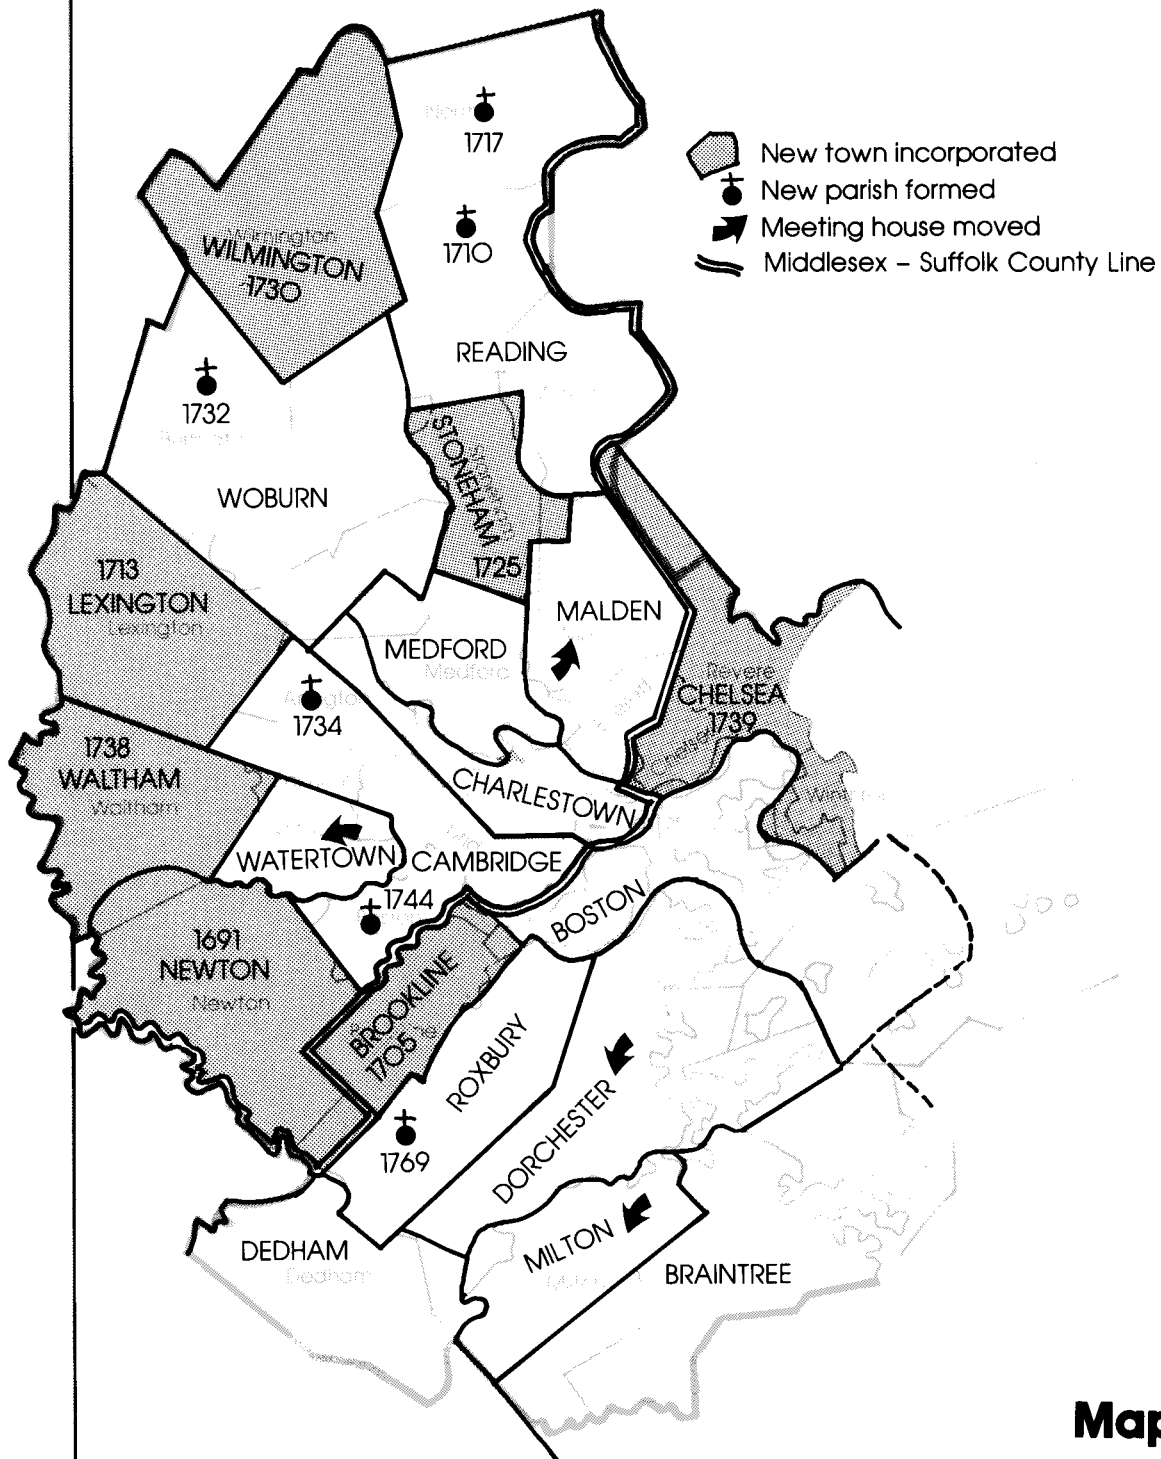 1717
1710
New town incorporated
New parish formed
Meeting house moved
Middlesex – Suffolk County Line
Wilmington
WILMINGTON
1730
READING
1732
WOBURN
STONEHAM
1725
1713
LEXINGTON
Lexington
MALDEN
MEDFORD
Medford
Revere
CHELSEA
1739
1734
1738
WALTHAM
Waltham
CHARLESTOWN
WATERTOWN
CAMBRIDGE
1744
BOSTON
1691
NEWTON
Newton
BROOKLINE
1705
ROXBURY
DORCHESTER
1769
DEDHAM
Dedham
MILTON
BRAINTREE
Map